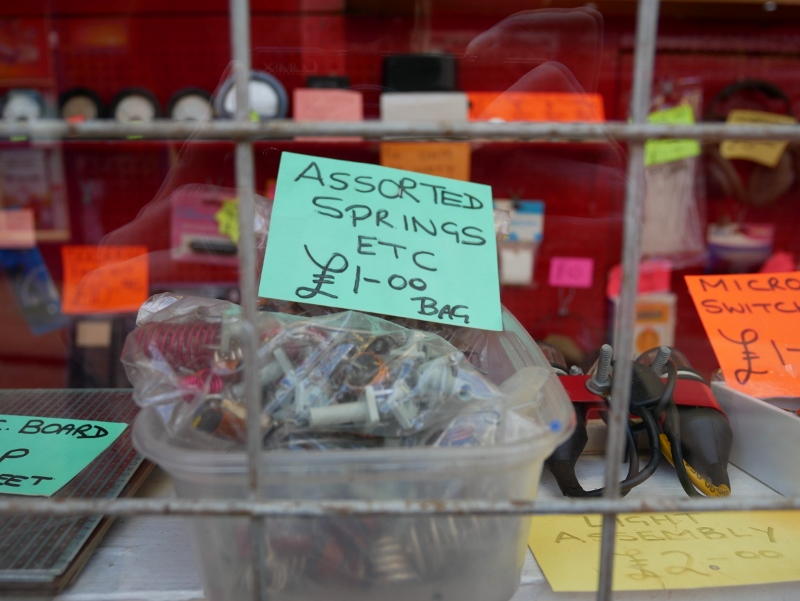 ASSORTED
SPRINGS
ETC
£1-00
BAG
MICRO
SWITCH
£1-
. BOARD
P
EET
LIGHT
ASSEMBLY
£2-00